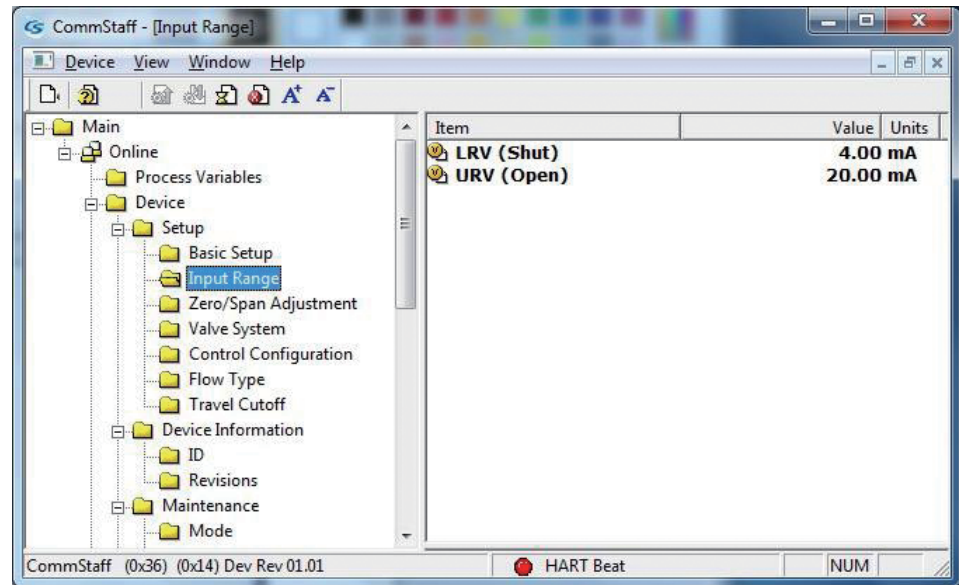 CommStaff - [Input Range]
Device View Window Help
Main
Online
Process Variables
Device
Setup
Basic Setup
Input Range
Zero/Span Adjustment
Valve System
Control Configuration
Flow Type
Travel Cutoff
Device Information
ID
Revisions
Maintenance
Mode
Item Value Units
LRV (Shut) 4.00 mA
URV (Open) 20.00 mA
CommStaff (0x36) (0x14) Dev Rev 01.01 HART Beat NUM